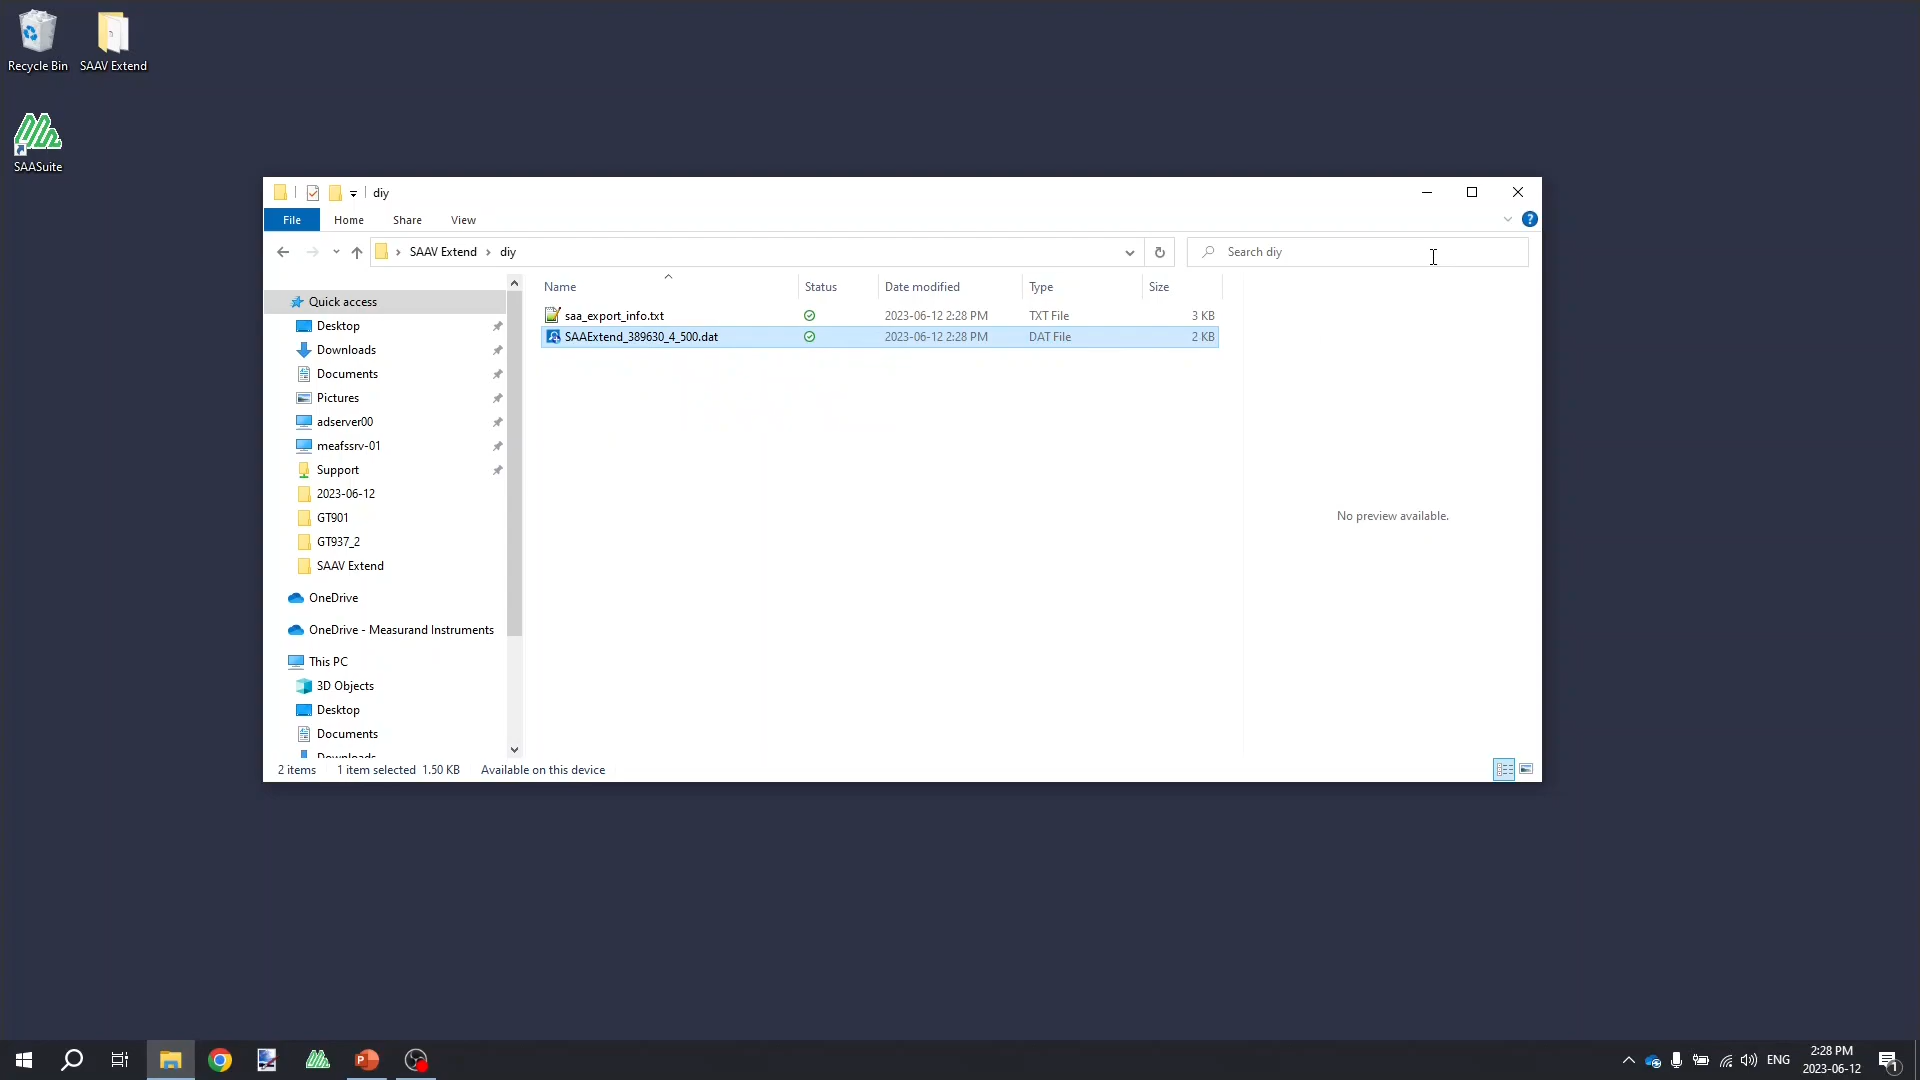 Recycle Bin
SAAV Extend
SAASuite
diy
File
Home
Share
View
SAAV Extend
diy
Search diy
Name
Status
Date modified
Type
Size
saa_export_info.txt
2023-06-12 2:28 PM
TXT File
3 KB
SAAExtend_389630_4_500.dat
2023-06-12 2:28 PM
DAT File
2 KB
No preview available.
Quick access
Desktop
Downloads
Documents
Pictures
adserver00
meafssrv-01
Support
2023-06-12
GT901
GT937_2
SAAV Extend
OneDrive
OneDrive - Measurand Instruments
This PC
3D Objects
Desktop
Documents
Downloads
2 items
1 item selected 1.50 KB
Available on this device
ENG
2:28 PM
2023-06-12
1